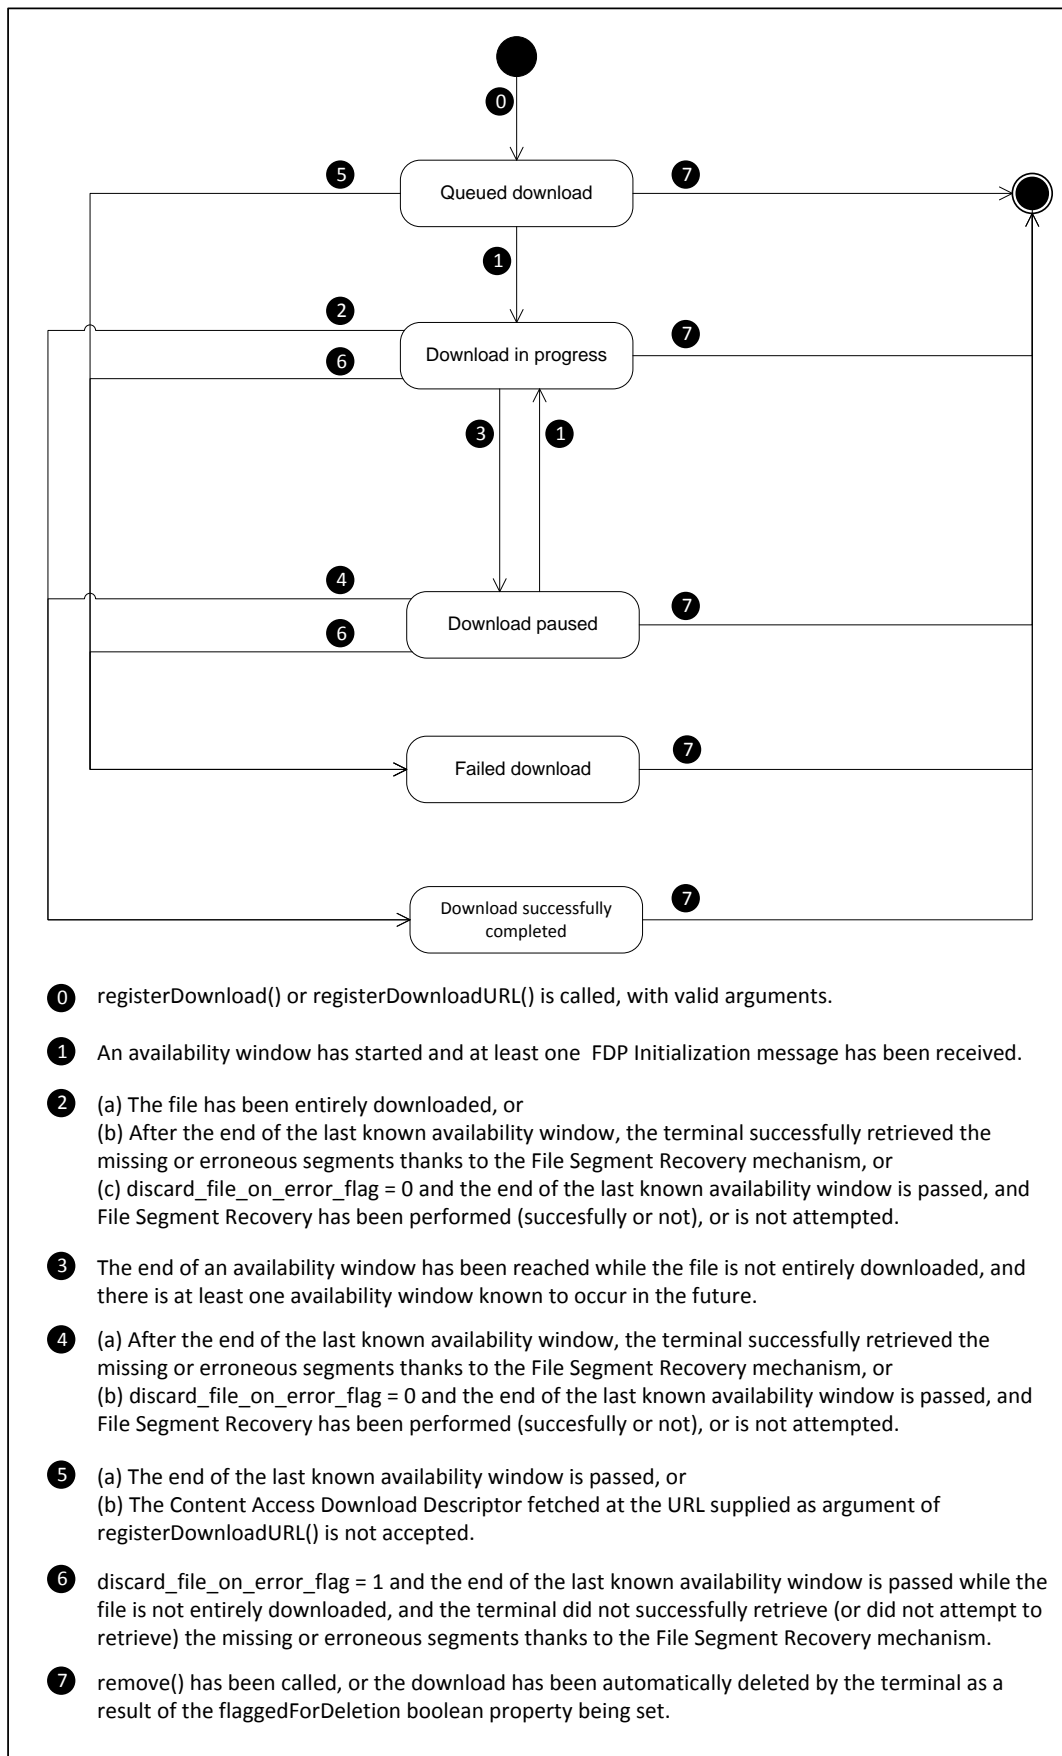 0
5
Queued download
7
1
2
Download in progress
7
6
3
1
4
Download paused
7
6
Failed download
7
Download successfully
completed
7
0 registerDownload() or registerDownloadURL() is called, with valid arguments.
1 An availability window has started and at least one FDP Initialization message has been received.
2 (a) The file has been entirely downloaded, or
(b) After the end of the last known availability window, the terminal successfully retrieved the
missing or erroneous segments thanks to the File Segment Recovery mechanism, or
(c) discard_file_on_error_flag = 0 and the end of the last known availability window is passed, and
File Segment Recovery has been performed (succesfully or not), or is not attempted.
3 The end of an availability window has been reached while the file is not entirely downloaded, and
there is at least one availability window known to occur in the future.
4 (a) After the end of the last known availability window, the terminal successfully retrieved the
missing or erroneous segments thanks to the File Segment Recovery mechanism, or
(b) discard_file_on_error_flag = 0 and the end of the last known availability window is passed, and
File Segment Recovery has been performed (succesfully or not), or is not attempted.
5 (a) The end of the last known availability window is passed, or
(b) The Content Access Download Descriptor fetched at the URL supplied as argument of
registerDownloadURL() is not accepted.
6 discard_file_on_error_flag = 1 and the end of the last known availability window is passed while the
file is not entirely downloaded, and the terminal did not successfully retrieve (or did not attempt to
retrieve) the missing or erroneous segments thanks to the File Segment Recovery mechanism.
7 remove() has been called, or the download has been automatically deleted by the terminal as a
result of the flaggedForDeletion boolean property being set.